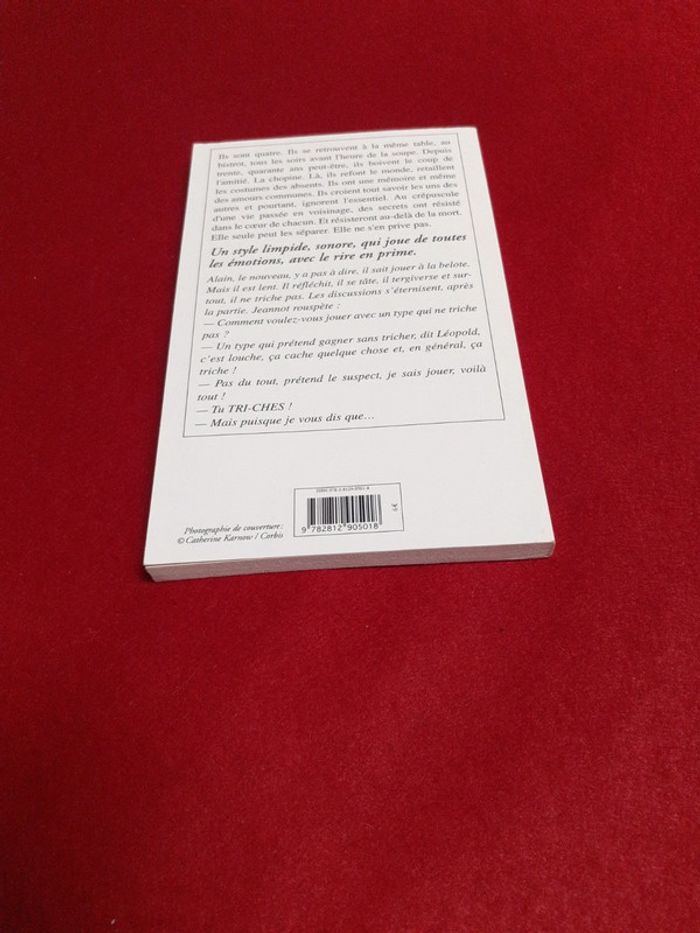 Ils sont quatre. Ils se retrouvent à la même table, au
bistrot, tous les soirs avant l'heure de la soupe. Depuis
trente, quarante ans peut-être, ils boivent le coup de
l'amitié. La chopine. Là, ils refont le monde, retaillent
les costumes des absents. Ils ont une mémoire et même
des amours communes. Ils croient tout savoir les uns des
autres et pourtant, ignorent l'essentiel. Au crépuscule
d'une vie passée en voisinage, des secrets ont résisté
dans le cœur de chacun. Et résisteront au-delà de la mort.
Elle seule peut les séparer. Elle ne s'en prive pas.
Un style limpide, sonore, qui joue de toutes
les émotions, avec le rire en prime.
Alain, le nouveau, y a pas à dire, il sait jouer à la belote.
Mais il est lent. Il réfléchit, il se tâte, il tergiverse et sur-
tout, il ne triche pas. Les discussions s'éternisent, après
la partie. Jeannot rouspète :
— Comment voulez-vous jouer avec un type qui ne triche
pas ?
— Un type qui prétend gagner sans tricher, dit Léopold,
c'est louche, ça cache quelque chose et, en général, ça
triche !
— Pas du tout, prétend le suspect, je sais jouer, voilà
tout !
— Tu TRI-CHES !
— Mais puisque je vous dis que…
ISBN 978-2-8129-0501-8
9 782812 905018
6 €
Photographie de couverture :
© Catherine Karnow / Corbis